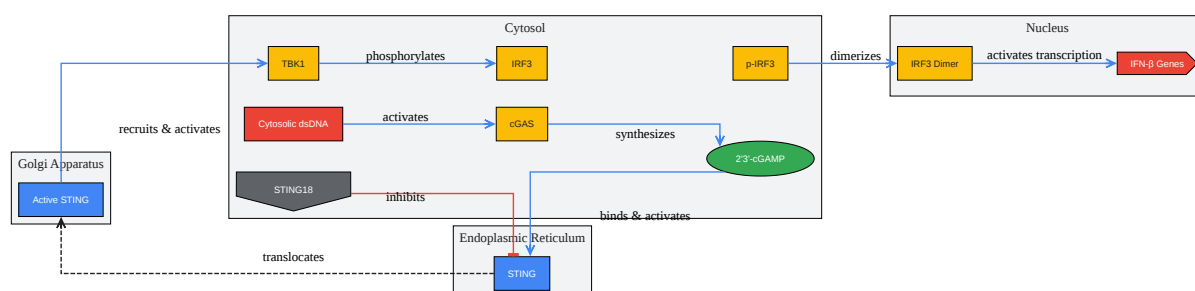 Cytosol
Nucleus
TBK1
phosphorylates
IRF3
p-IRF3
dimerizes
IRF3 Dimer
activates transcription
IFN-β Genes
recruits & activates
Cytosolic dsDNA
activates
cGAS
synthesizes
2'3'-cGAMP
Golgi Apparatus
Active STING
STING18
inhibits
binds & activates
Endoplasmic Reticulum
translocates
STING